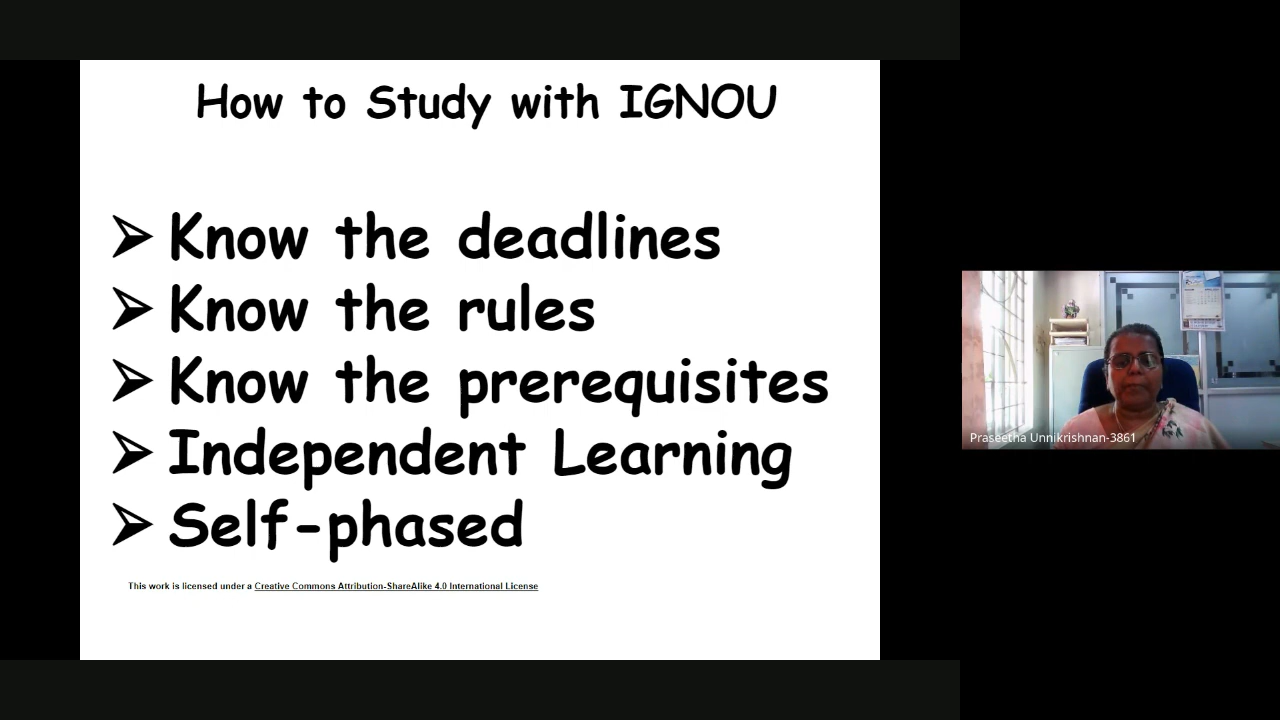 How to Study with IGNOU
Know the deadlines
Know the rules
Know the prerequisites
Independent Learning
Self-phased
This work is licensed under a Creative Commons Attribution-ShareAlike 4.0 International License
Praseetha Unnikrishnan-3861